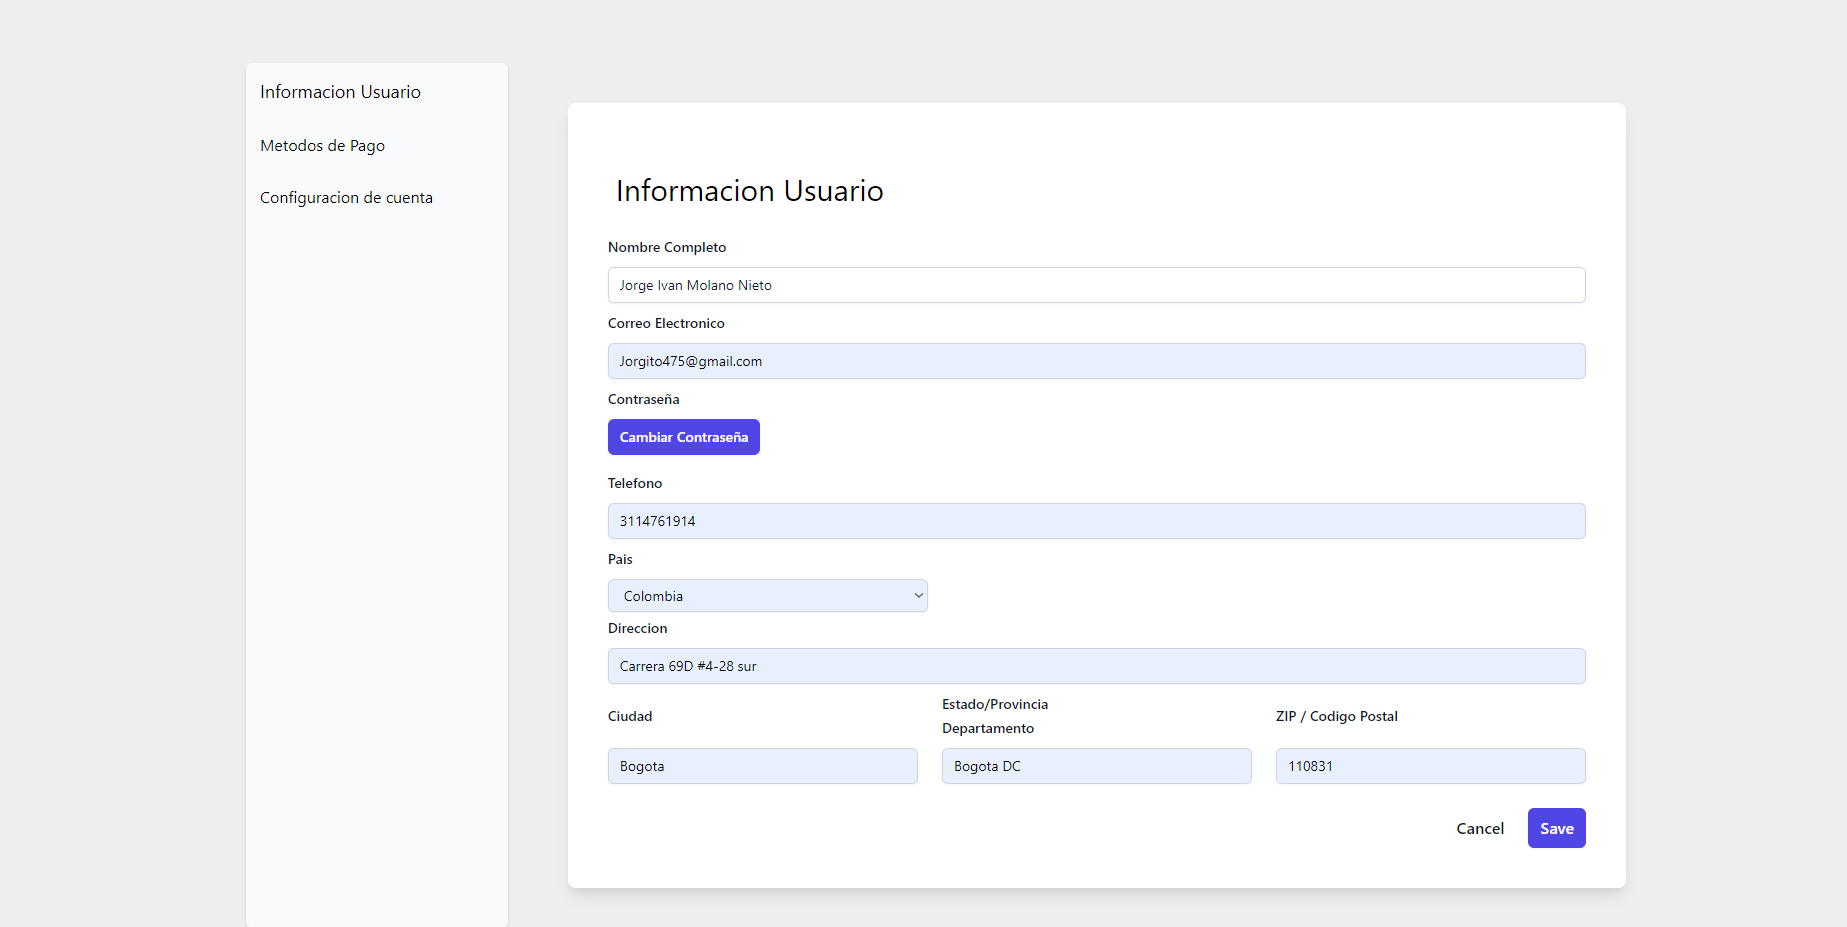 Informacion Usuario
Metodos de Pago
Configuracion de cuenta
Informacion Usuario
Nombre Completo
Jorge Ivan Molano Nieto
Correo Electronico
Jorgito475@gmail.com
Contraseña
Cambiar Contraseña
Telefono
3114761914
Pais
Colombia
Direccion
Carrera 69D #4-28 sur
Ciudad
Bogota
Estado/Provincia
Departamento
Bogota DC
ZIP / Codigo Postal
110831
Cancel
Save